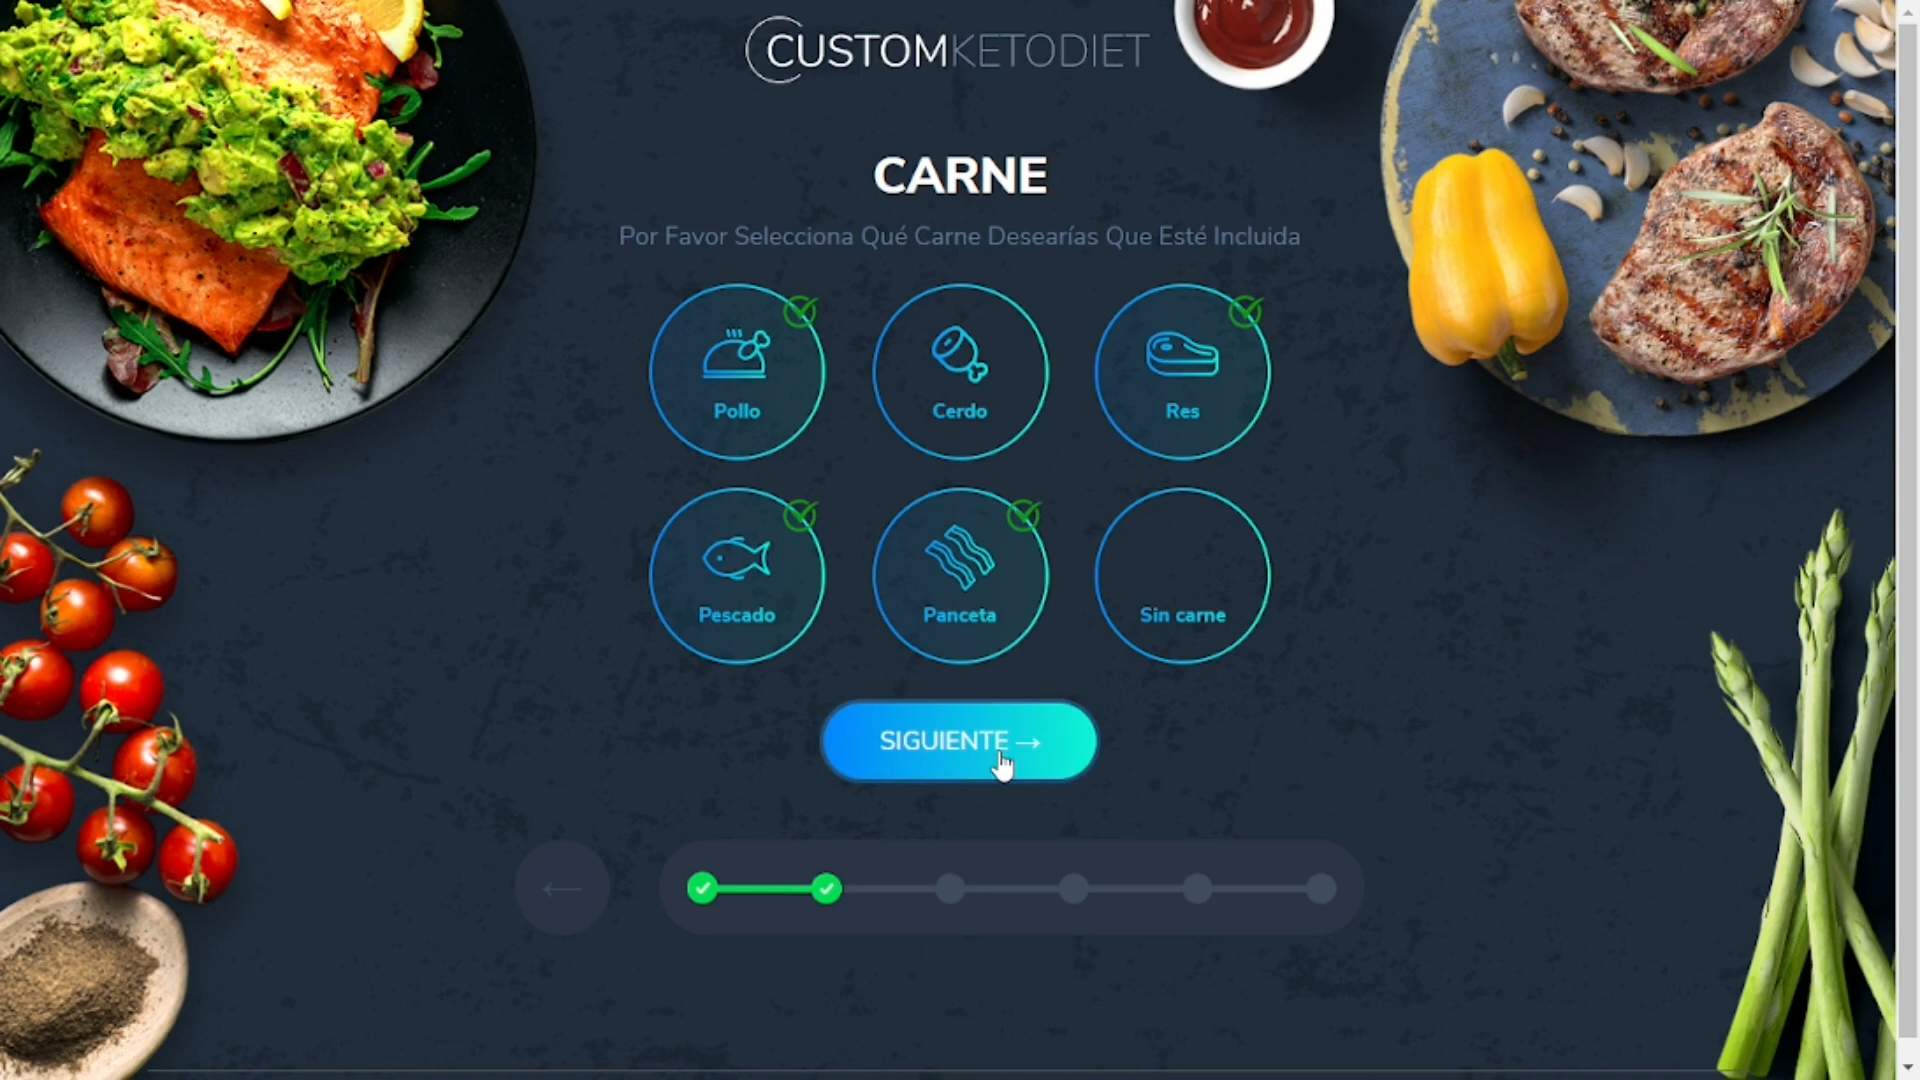 CUSTOMKETODIET
CARNE
Por Favor Selecciona Qué Carne Desearías Que Esté Incluida
Pollo
Cerdo
Res
Pescado
Panceta
Sin carne
SIGUIENTE →